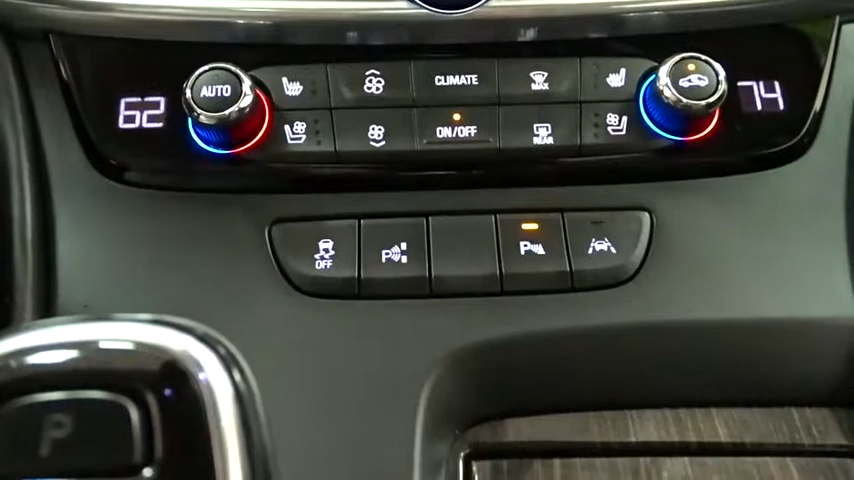 62
AUTO
CLIMATE
MAX
74
ON/OFF
REAR
OFF
P
P
P